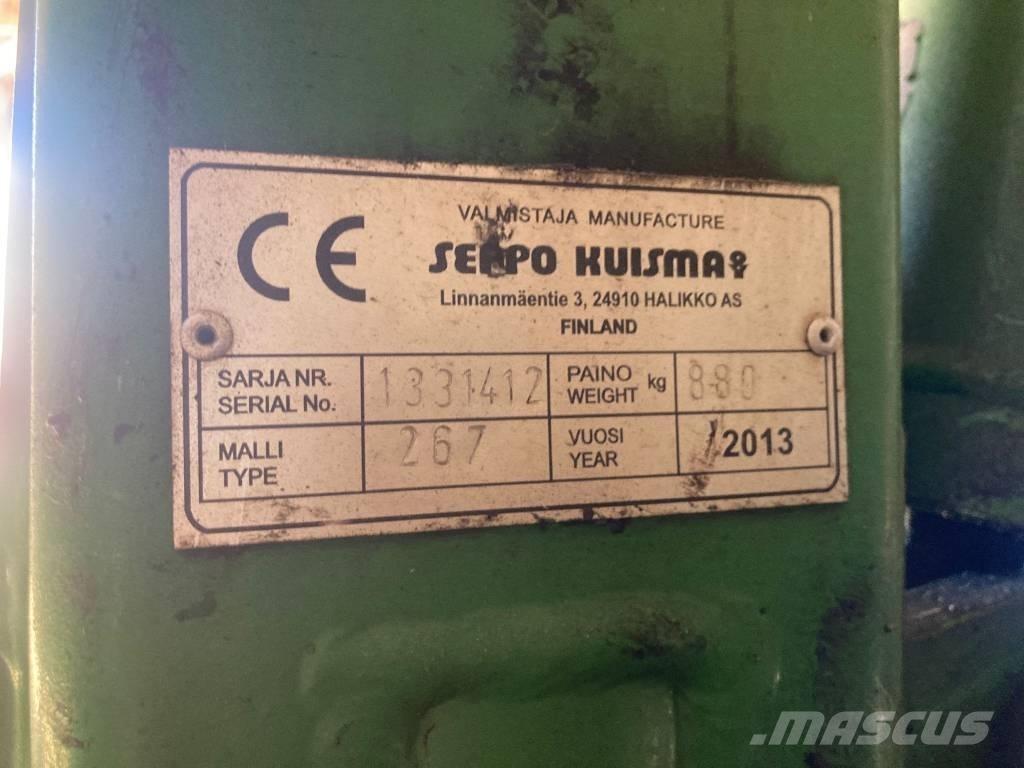 CE
VALMISTAJA MANUFACTURE
SEPPO KUISMA oy
Linnanmäentie 3, 24910 HALIKKO AS
FINLAND
SARJA NR. 1331412 PAINO kg 880
SERIAL No. WEIGHT
MALLI 267 VUOSI 2013
TYPE YEAR
.MASCUS